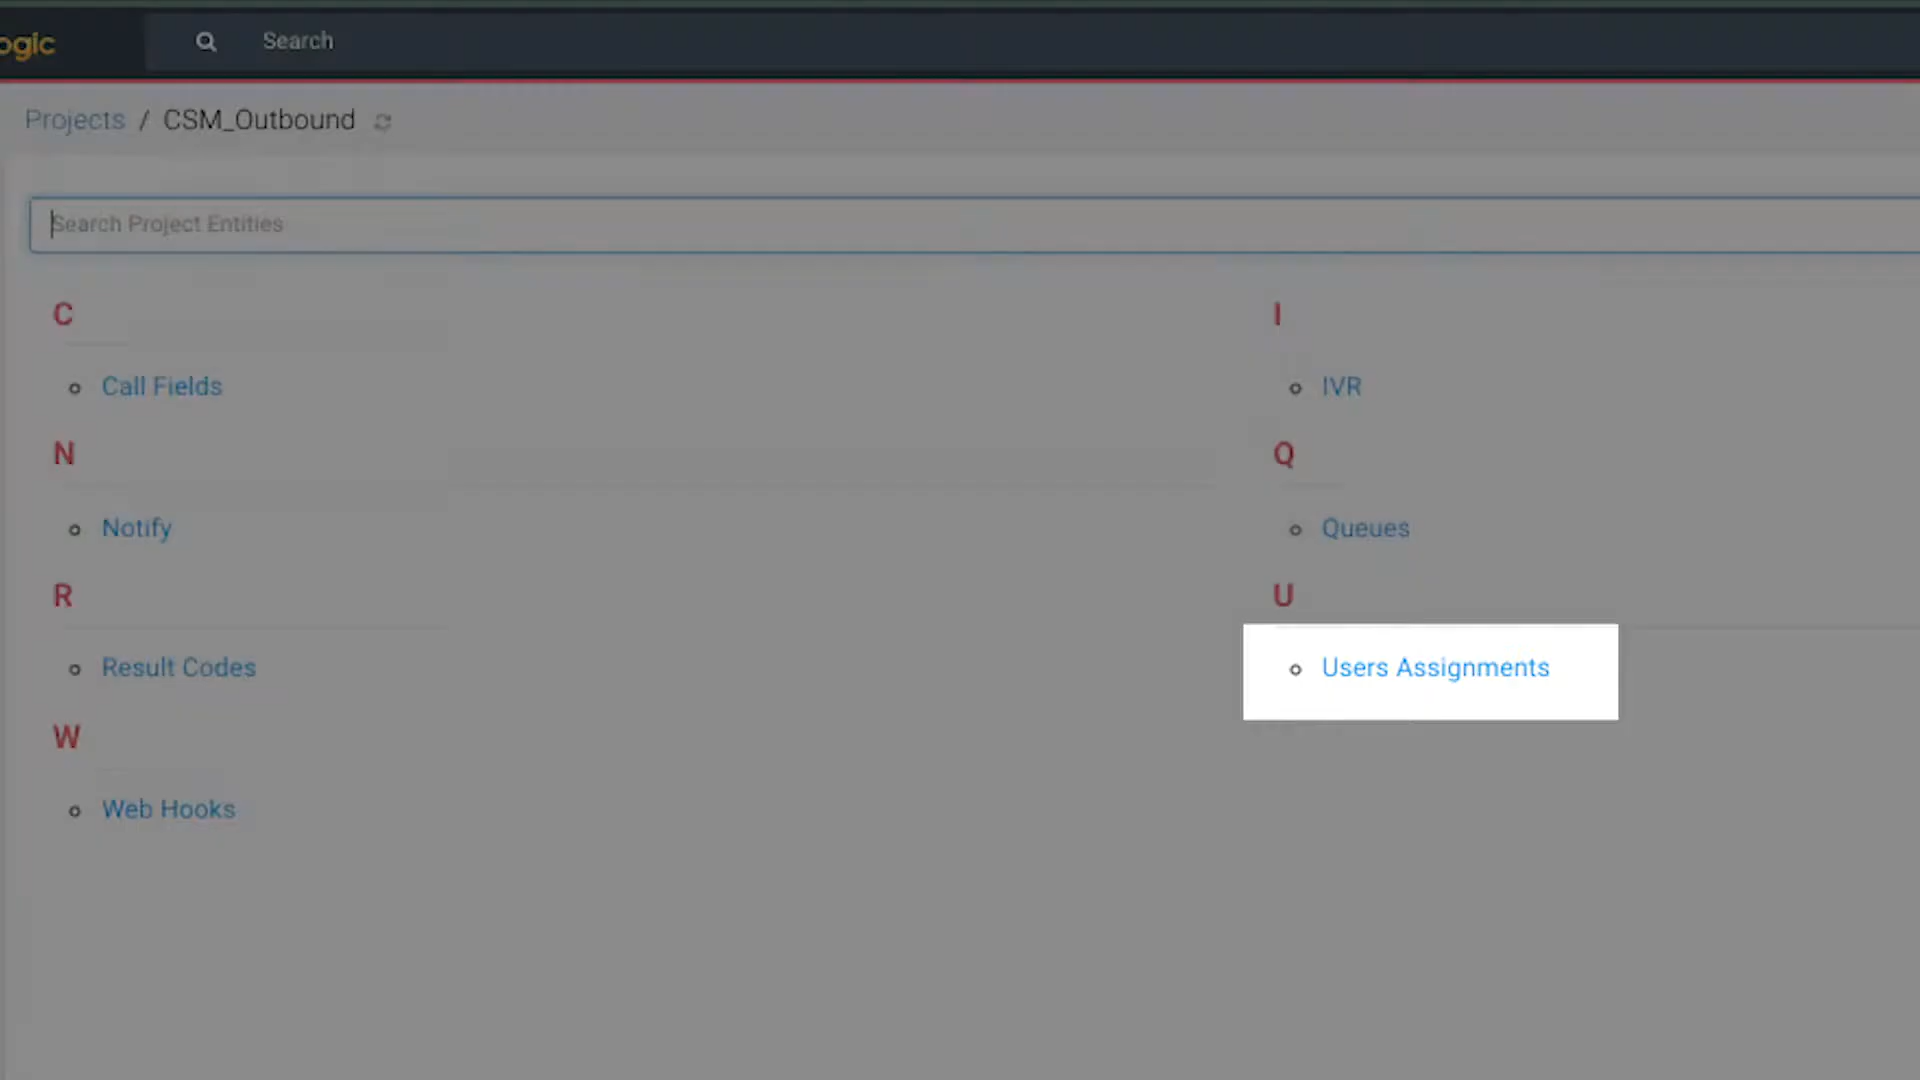 ogic
Search
Projects / CSM_Outbound
Search Project Entities
C
Call Fields
N
Notify
R
Result Codes
W
Web Hooks
I
IVR
Q
Queues
U
Users Assignments